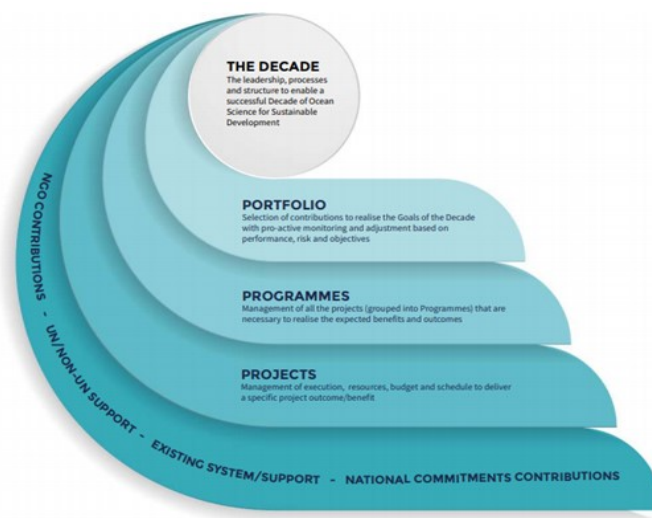 THE DECADE
The leadership, processes
and structure to enable a
successful Decade of Ocean
Science for Sustainable
Development
PORTFOLIO
Selection of contributions to realise the Goals of the Decade
with pro-active monitoring and adjustment based on
performance, risk and objectives
PROGRAMMES
Management of all the projects (grouped into Programmes) that are
necessary to realise the expected benefits and outcomes
PROJECTS
Management of execution, resources, budget and schedule to deliver
a specific project outcome/benefit
NGO CONTRIBUTIONS - UN/NON-UN SUPPORT - EXISTING SYSTEM/SUPPORT - NATIONAL COMMITMENTS CONTRIBUTIONS